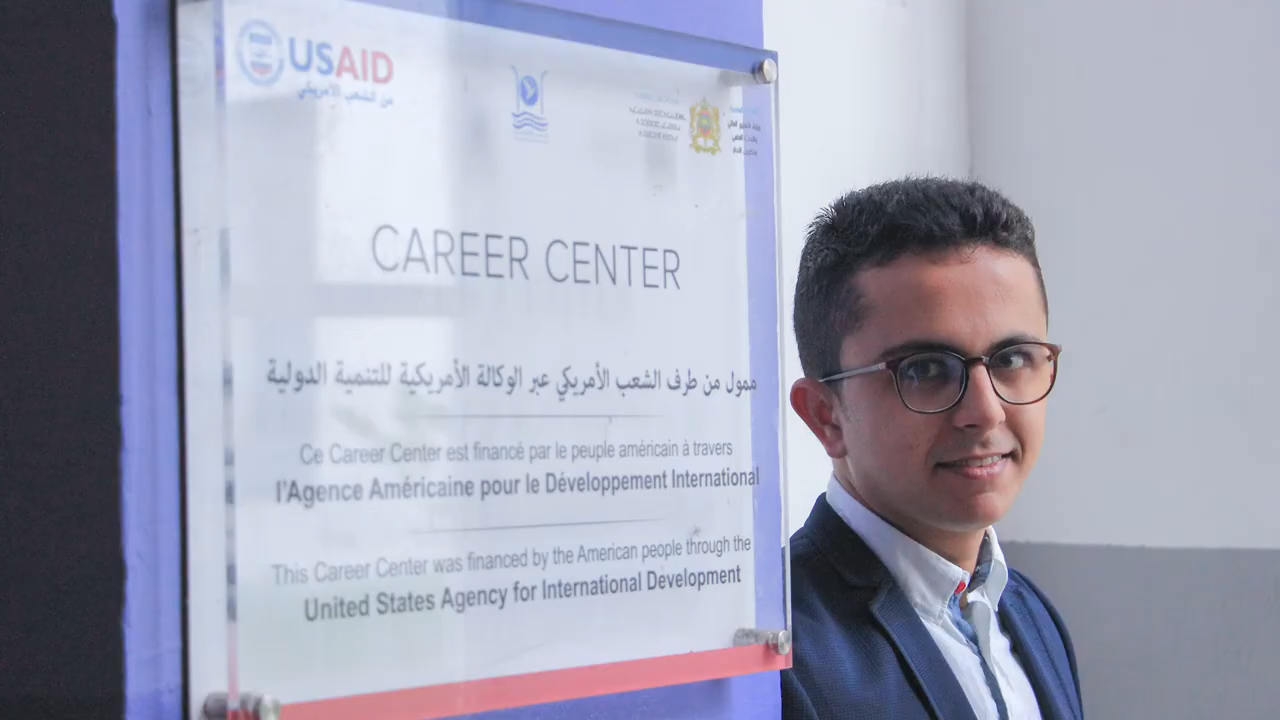 USAID
من الشعب الأمريكي
CAREER CENTER
ممول من طرف الشعب الأمريكي عبر الوكالة الأمريكية للتنمية الدولية
Ce Career Center est financé par le peuple américain à travers
l'Agence Américaine pour le Développement International
This Career Center was financed by the American people through the
United States Agency for International Development